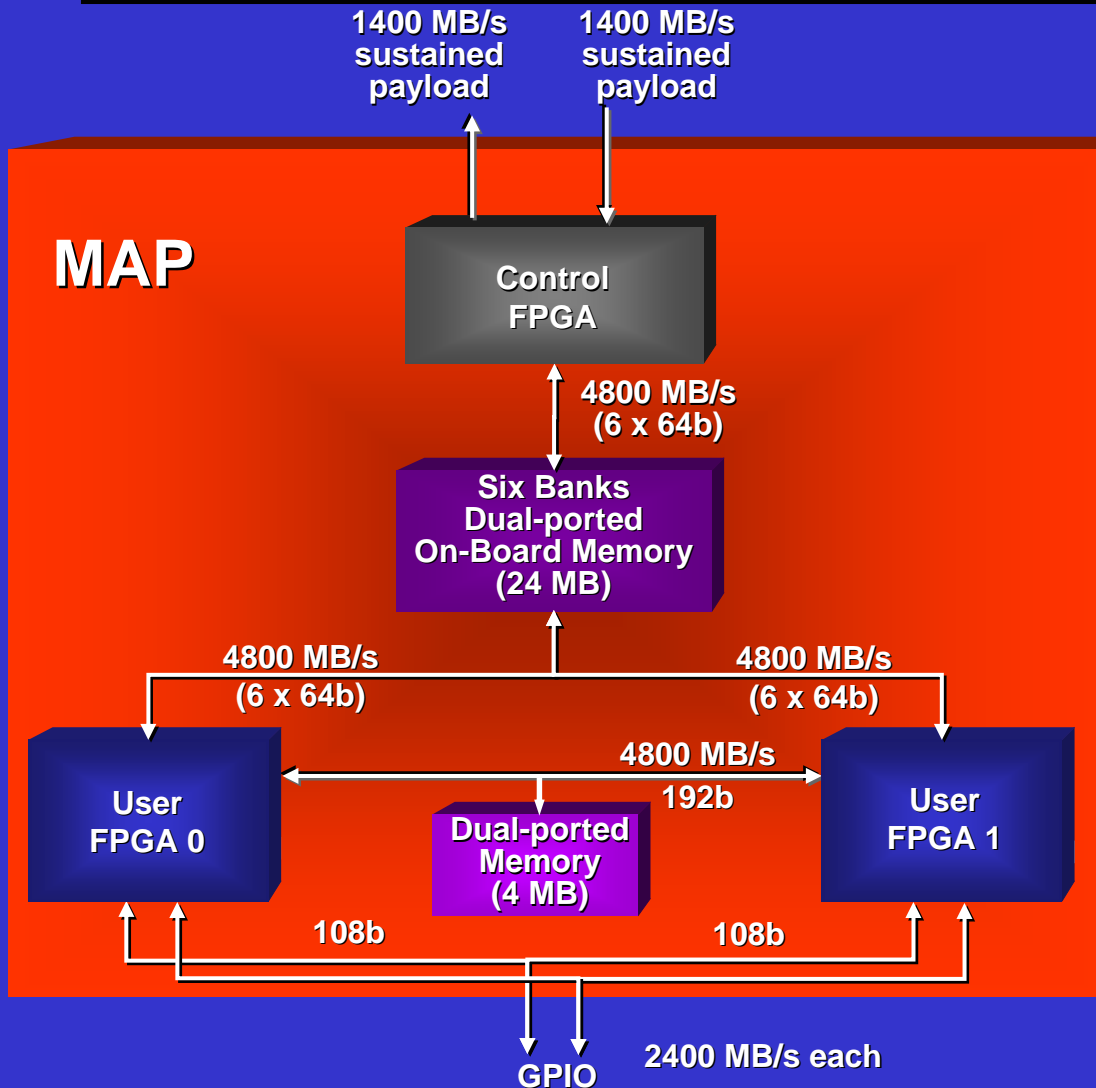 1400 MB/s
sustained
payload
1400 MB/s
sustained
payload
MAP
Control
FPGA
4800 MB/s
(6 x 64b)
Six Banks
Dual-ported
On-Board Memory
(24 MB)
4800 MB/s
(6 x 64b)
4800 MB/s
(6 x 64b)
4800 MB/s
192b
User
FPGA 0
Dual-ported
Memory
(4 MB)
User
FPGA 1
108b
108b
2400 MB/s each
GPIO